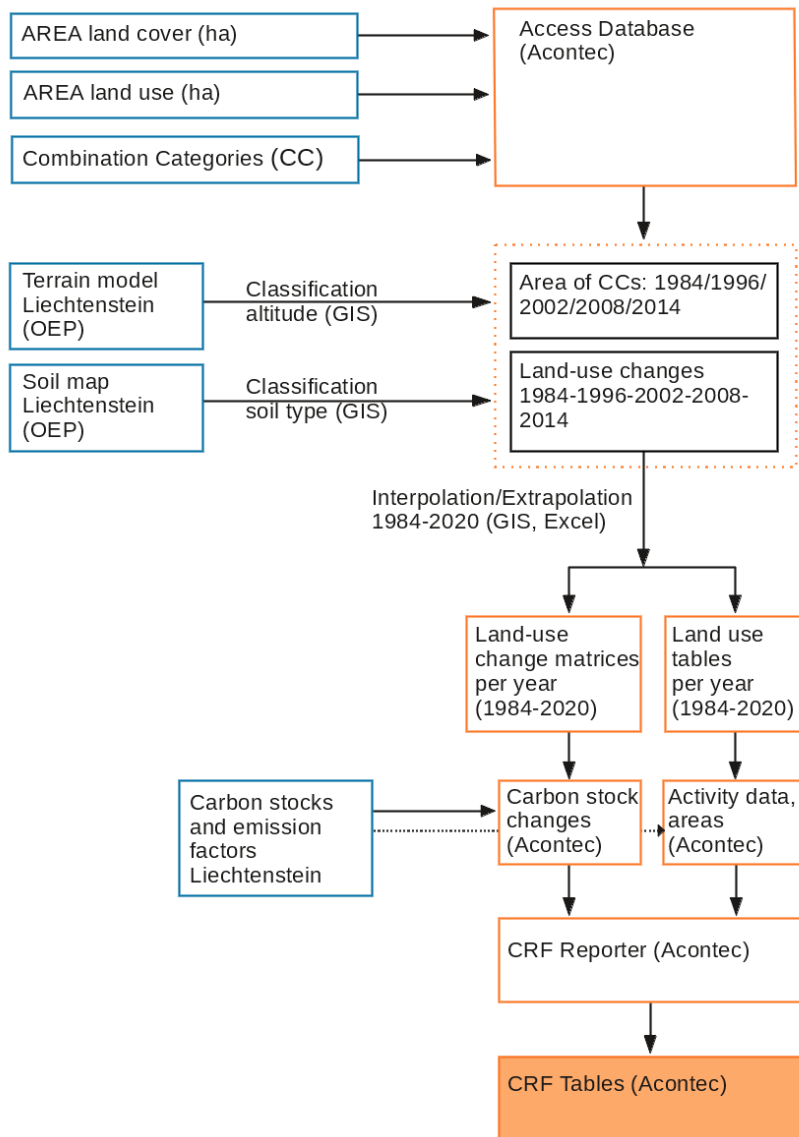 AREA land cover (ha)
AREA land use (ha)
Combination Categories (CC)
Access Database
(Acontec)
Terrain model
Liechtenstein
(OEP)
Classification
altitude (GIS)
Area of CCs: 1984/1996/
2002/2008/2014
Soil map
Liechtenstein
(OEP)
Classification
soil type (GIS)
Land-use changes
1984-1996-2002-2008-
2014
Interpolation/Extrapolation
1984-2020 (GIS, Excel)
Land-use
change matrices
per year
(1984-2020)
Land use
tables
per year
(1984-2020)
Carbon stocks
and emission
factors
Liechtenstein
Carbon stock
changes
(Acontec)
Activity data,
areas
(Acontec)
CRF Reporter (Acontec)
CRF Tables (Acontec)